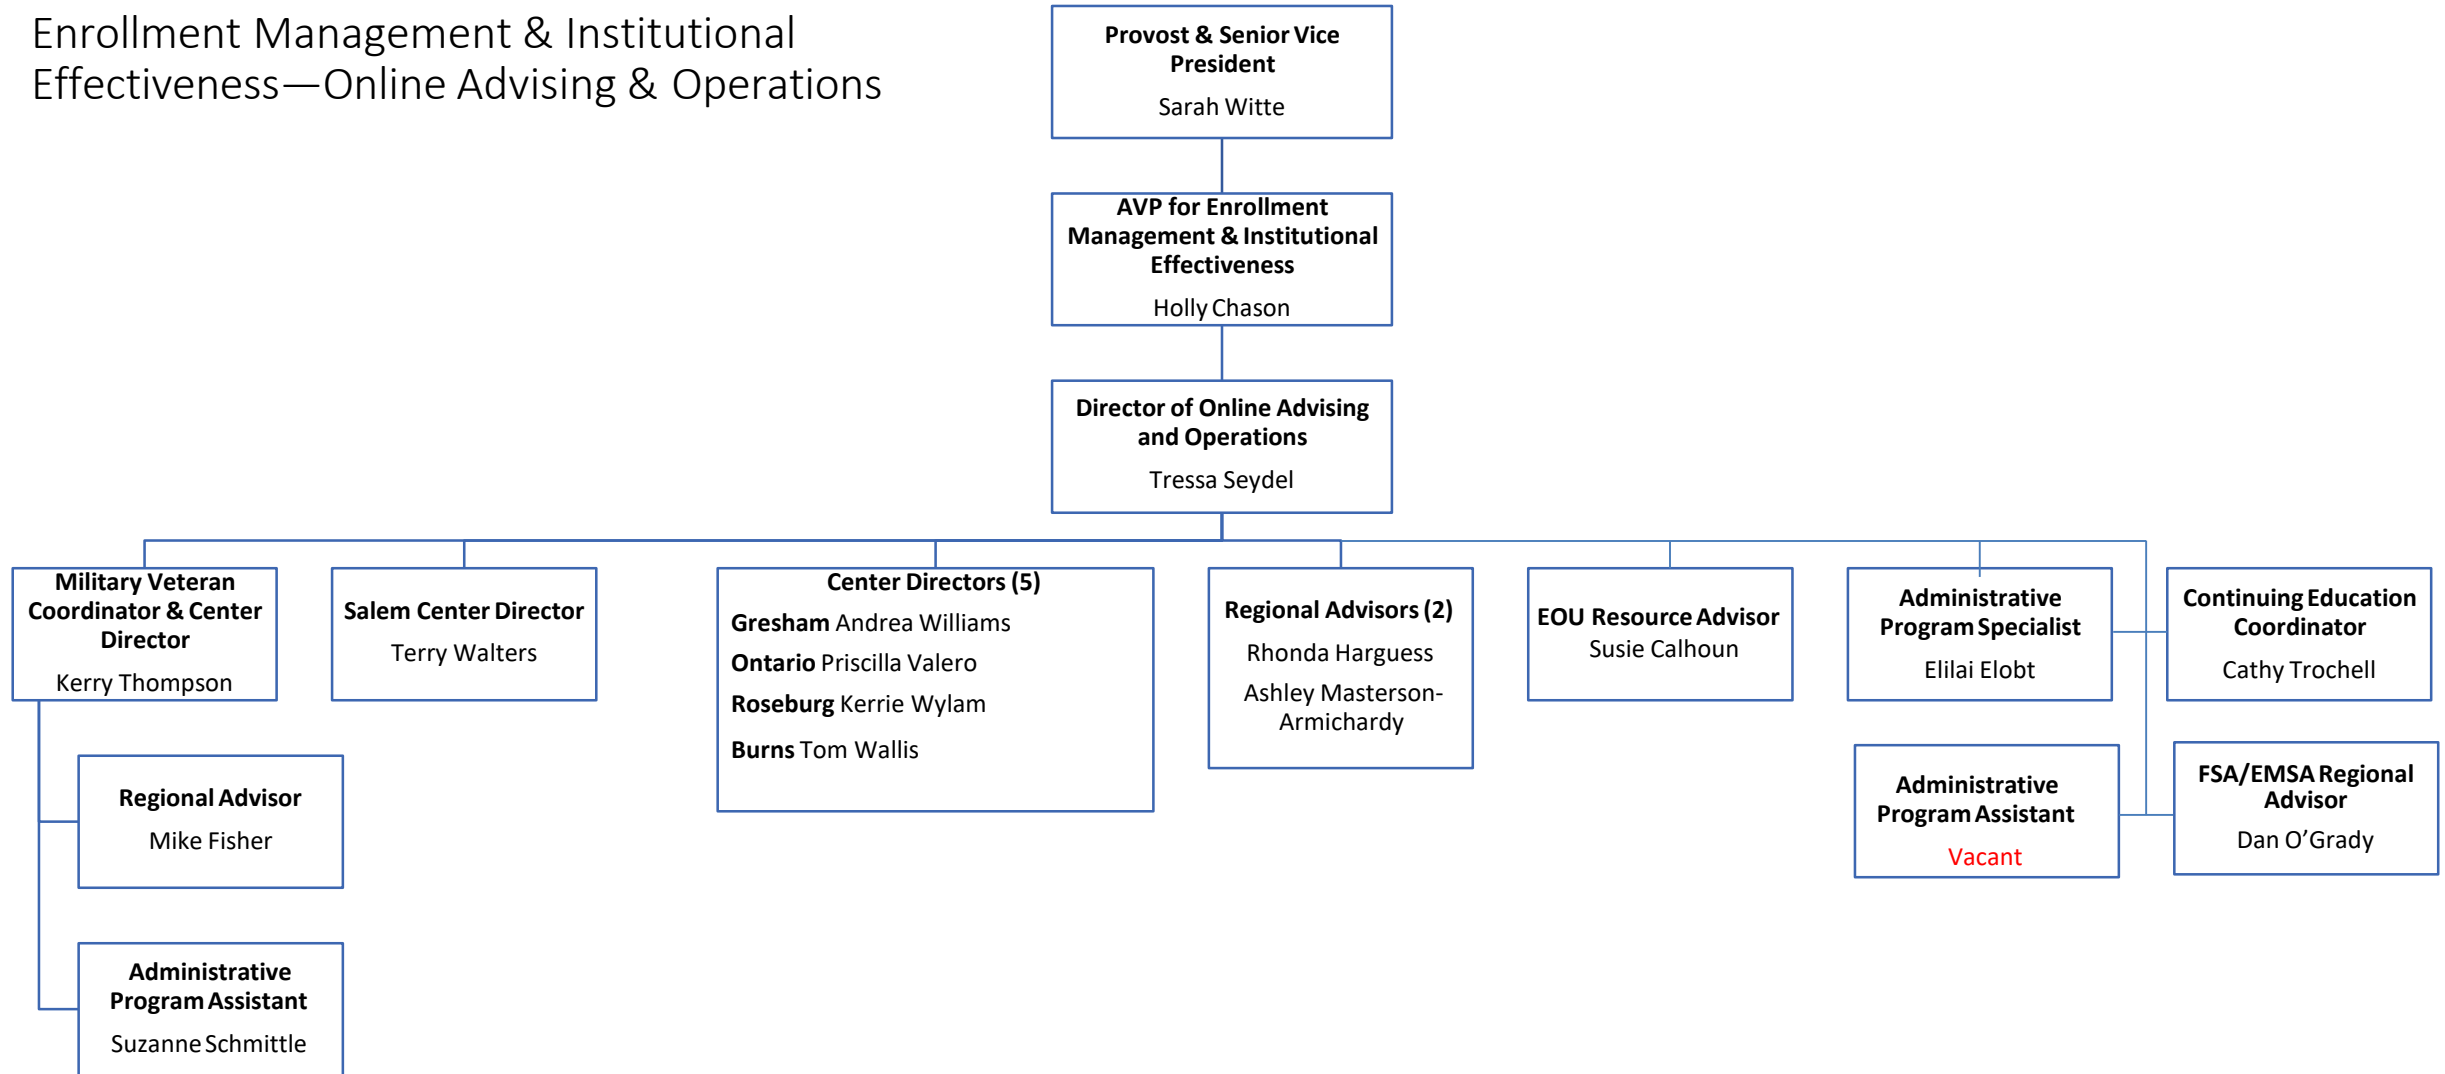 Enrollment Management & Institutional
Effectiveness—Online Advising & Operations
Provost & Senior Vice
President
Sarah Witte
AVP for Enrollment
Management & Institutional
Effectiveness
Holly Chason
Director of Online Advising
and Operations
Tressa Seydel
Military Veteran
Coordinator & Center
Director
Kerry Thompson
Salem Center Director
Terry Walters
Center Directors (5)
Gresham Andrea Williams
Ontario Priscilla Valero
Roseburg Kerrie Wylam
Burns Tom Wallis
Regional Advisors (2)
Rhonda Harguess
Ashley Masterson-
Armichardy
EOU Resource Advisor
Susie Calhoun
Administrative
Program Specialist
Elilai Elobt
Continuing Education
Coordinator
Cathy Trochell
Regional Advisor
Mike Fisher
Administrative
Program Assistant
Vacant
FSA/EMSA Regional
Advisor
Dan O’Grady
Administrative
Program Assistant
Suzanne Schmittle